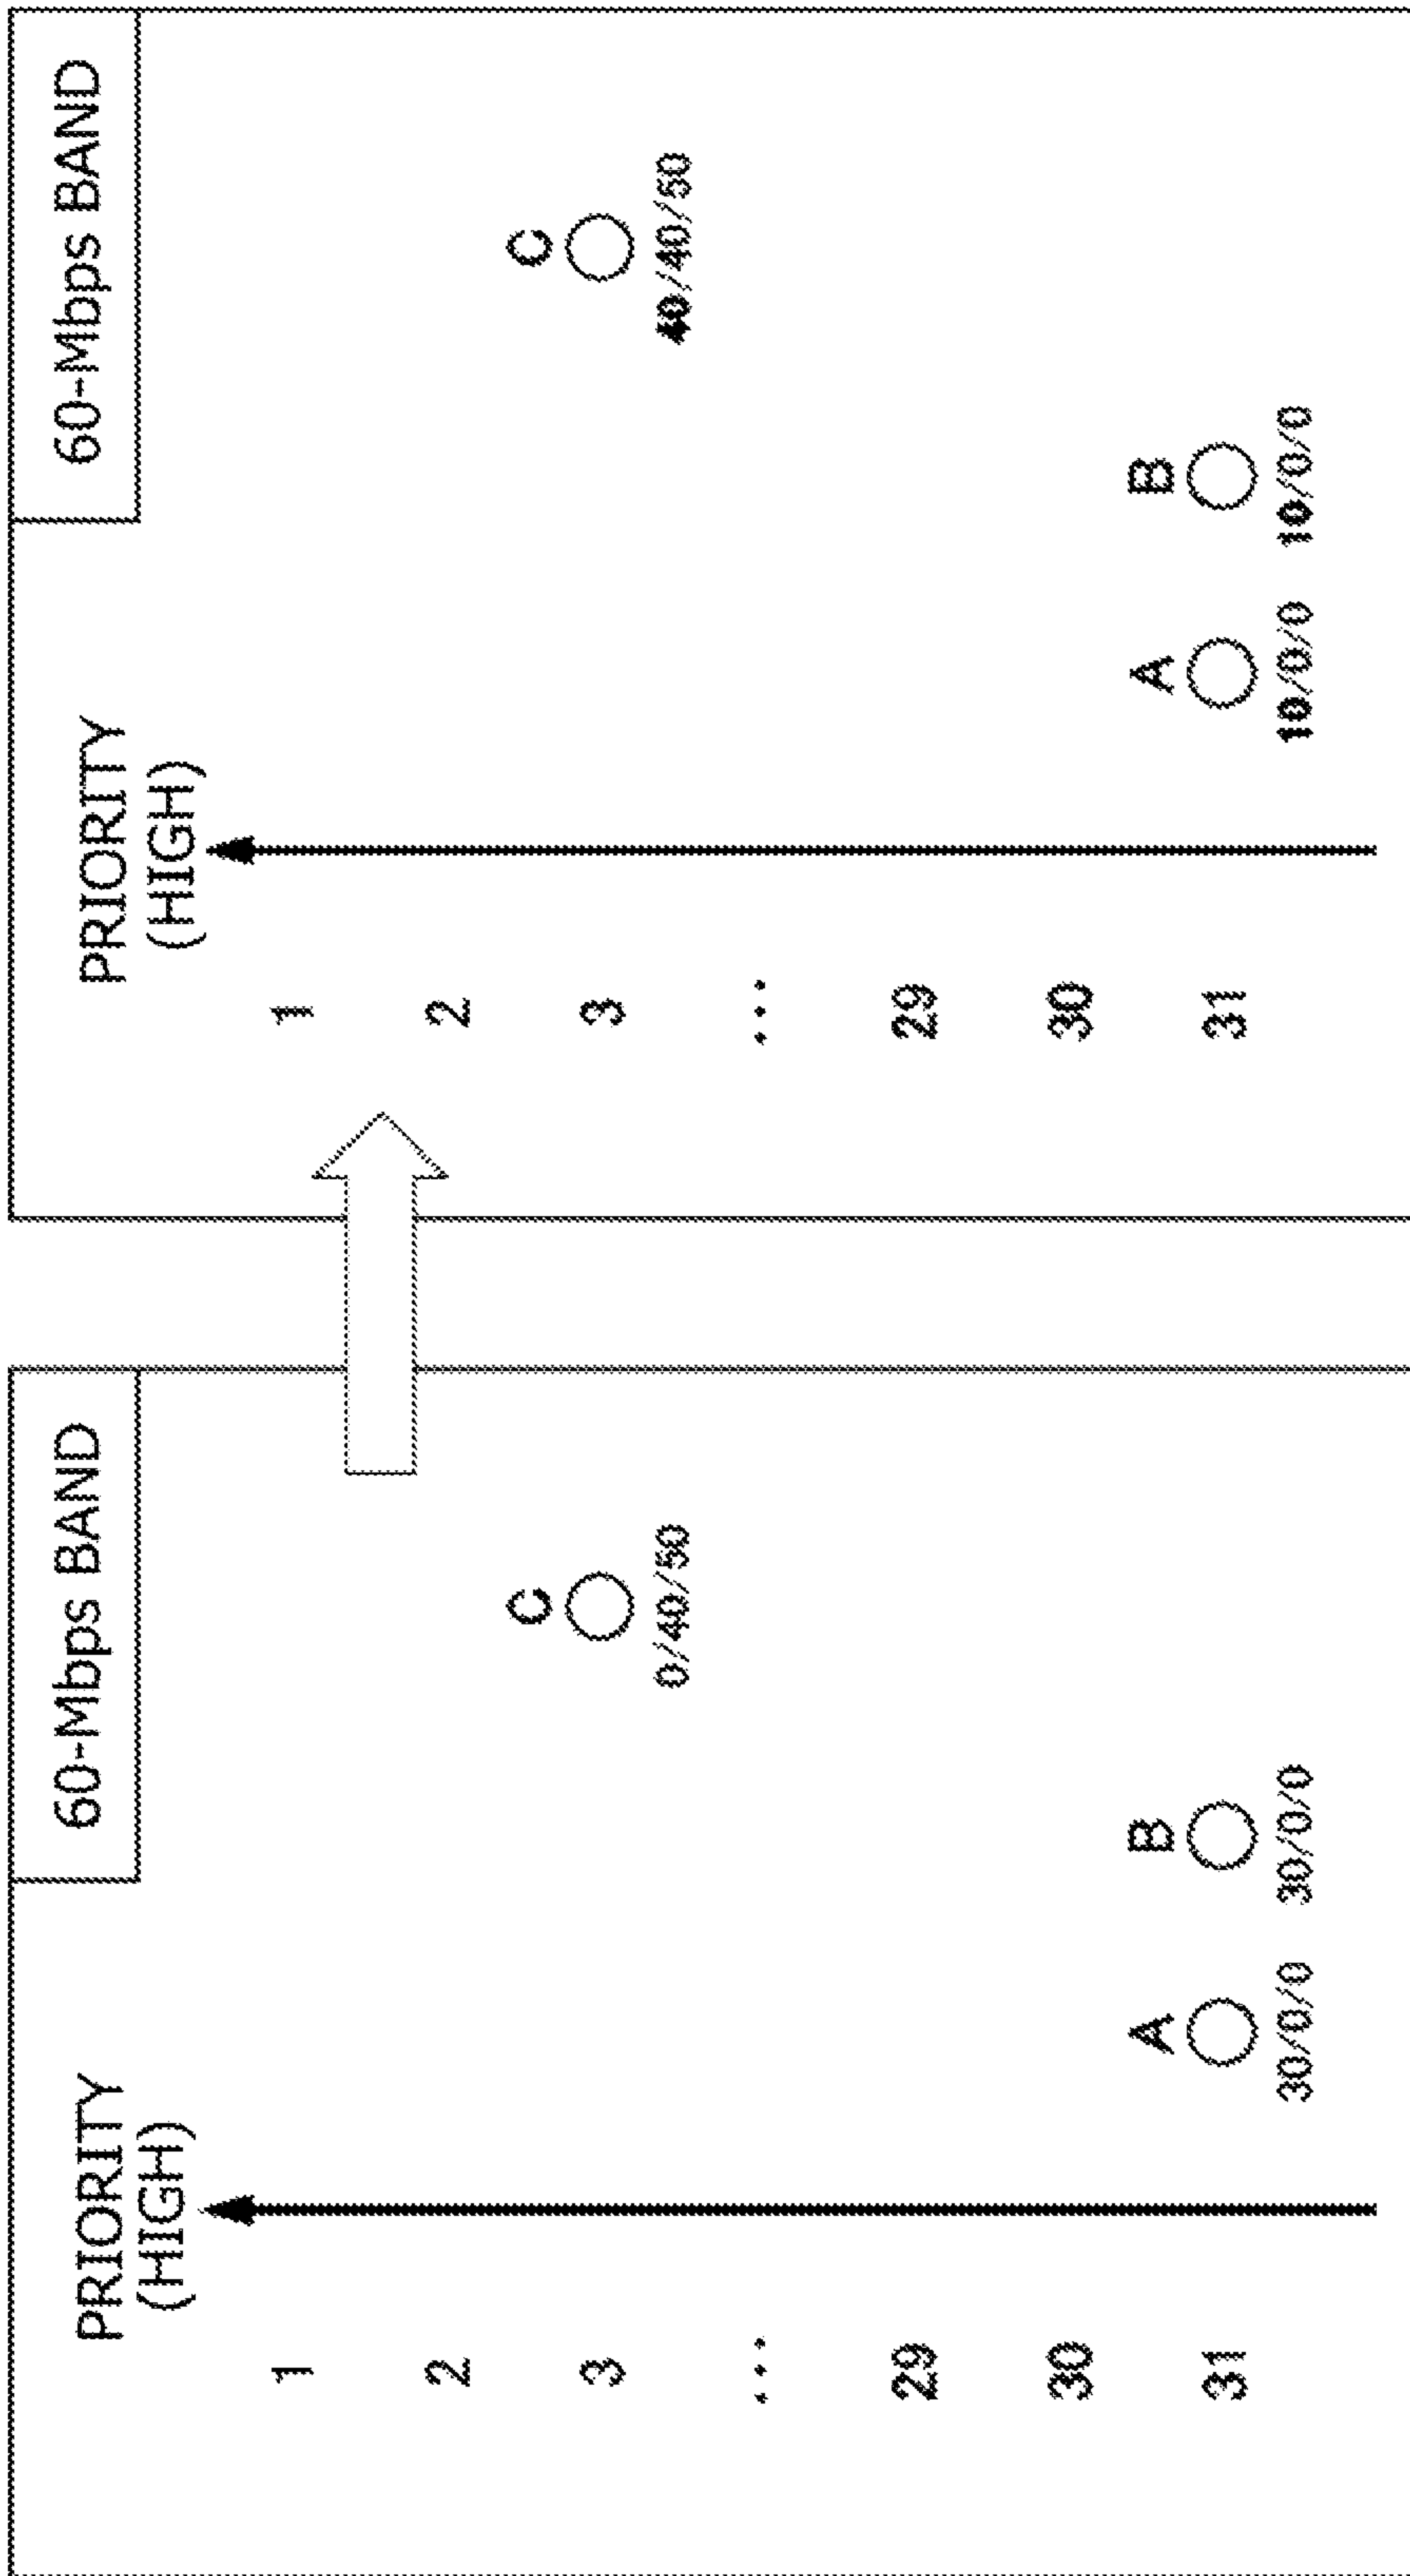 60-Mbps BAND
PRIORITY
(HIGH)
1
2
3
...
29
30
31
C
0/40/50
A
B
30/0/0
30/0/0
60-Mbps BAND
PRIORITY
(HIGH)
1
2
3
...
29
30
31
C
40/40/50
A
B
10/0/0
10/0/0